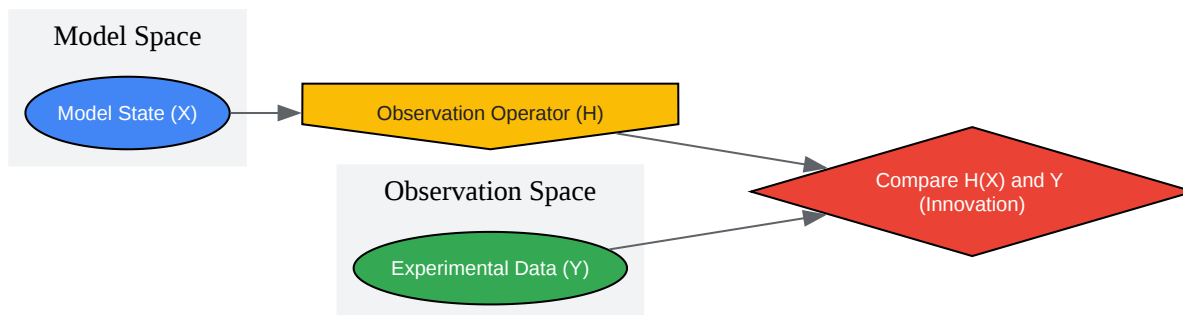 Model Space
Model State (X)
Observation Operator (H)
Observation Space
Experimental Data (Y)
Compare H(X) and Y
(Innovation)